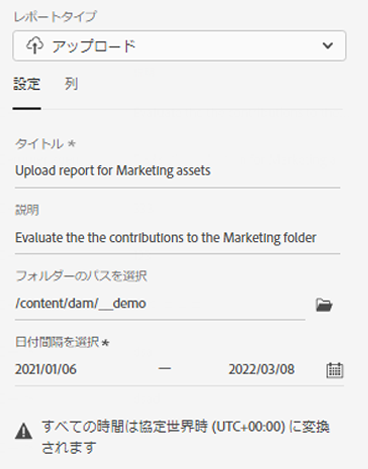 レポートタイプ
アップロード
設定 列
タイトル *
Upload report for Marketing assets
説明
Evaluate the the contributions to the Marketing folder
フォルダーのパスを選択
/content/dam/__demo
日付間隔を選択*
2021/01/06 — 2022/03/08
すべての時間は協定世界時 (UTC+00:00) に変換
されます